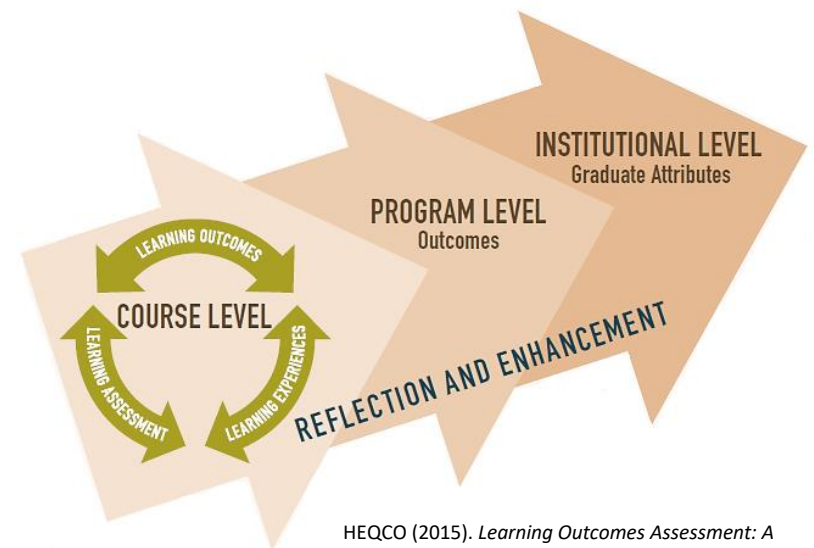 INSTITUTIONAL LEVEL
Graduate Attributes
PROGRAM LEVEL
Outcomes
LEARNING OUTCOMES
COURSE LEVEL
LEARNING ASSESSMENT
LEARNING EXPERIENCES
REFLECTION AND ENHANCEMENT
HEQCO (2015). Learning Outcomes Assessment: A